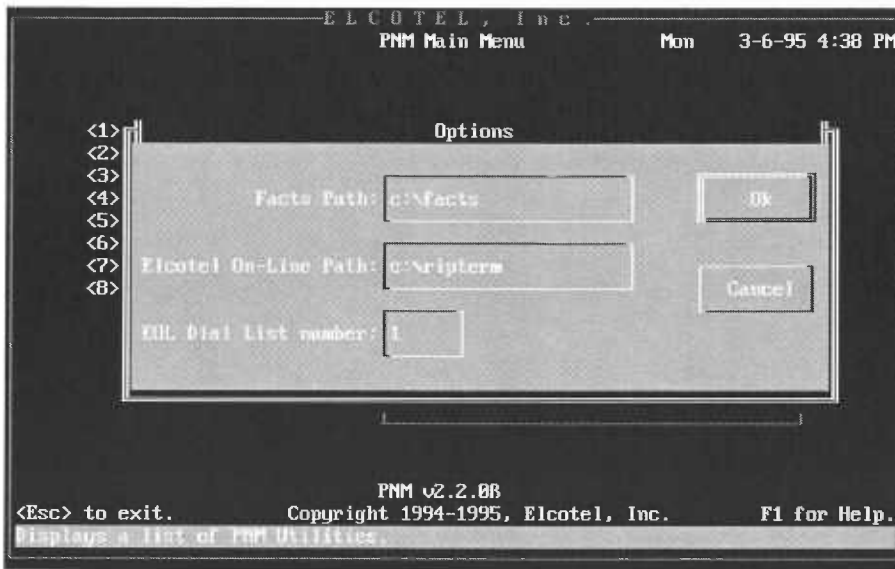 ELCOTEL, Inc.
PNM Main Menu Mon 3-6-95 4:38 PM
<1> Options
<2>
<3>
<4> Facts Path: c:\facts Ok
<5>
<6>
<7> Elcotel On-Line Path: c:\ripterm
<8> Cancel
EOL Dial List number: 1
PNM v2.2.0B
<Esc> to exit. Copyright 1994-1995, Elcotel, Inc. F1 for Help.
Displays a list of PNM Utilities.